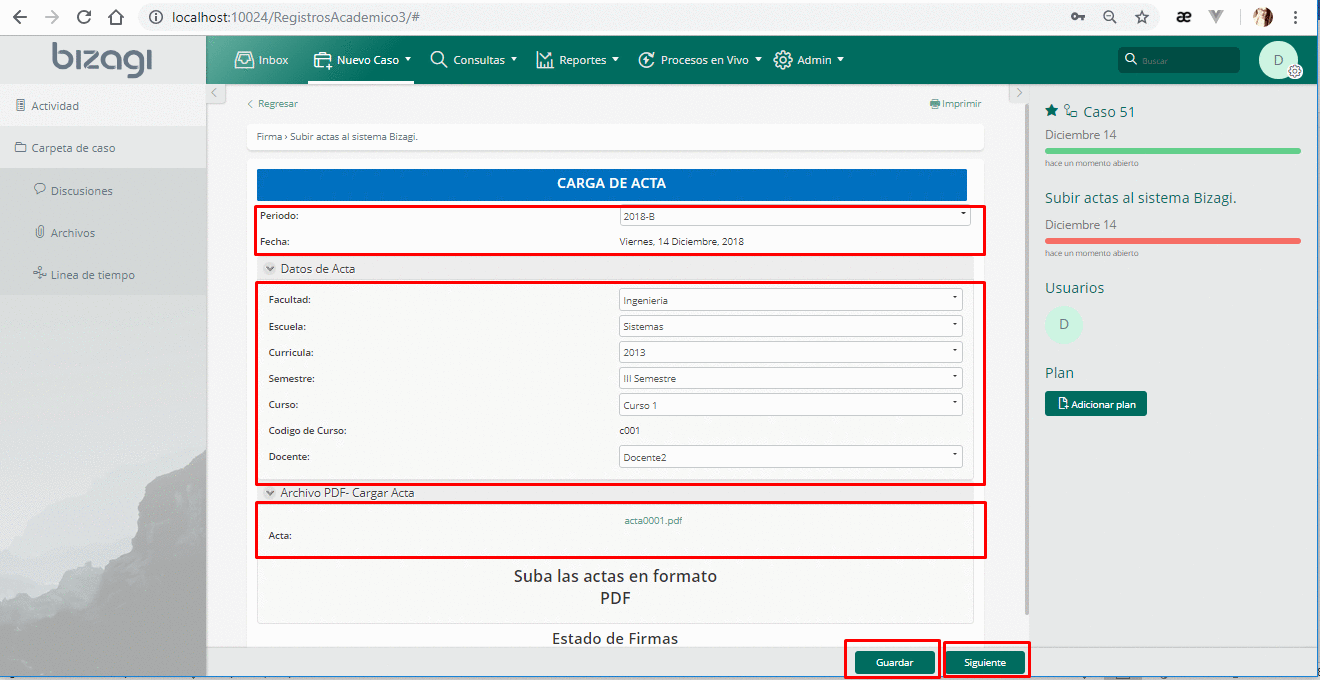 localhost:10024/RegistrosAcademico3/#
bizagi
Inbox
Nuevo Caso
Consultas
Reportes
Procesos en Vivo
Admin
Buscar
D
Actividad
Carpeta de caso
Discusiones
Archivos
Linea de tiempo
Regresar
Imprimir
Firma › Subir actas al sistema Bizagi.
CARGA DE ACTA
Periodo: 2018-B
Fecha: Viernes, 14 Diciembre, 2018
Datos de Acta
Facultad: Ingenieria
Escuela: Sistemas
Curricula: 2013
Semestre: III Semestre
Curso: Curso 1
Codigo de Curso: c001
Docente: Docente2
Archivo PDF- Cargar Acta
acta0001.pdf
Acta:
Suba las actas en formato
PDF
Estado de Firmas
Guardar
Siguiente
Caso 51
Diciembre 14
hace un momento abierto
Subir actas al sistema Bizagi.
Diciembre 14
hace un momento abierto
Usuarios
D
Plan
Adicionar plan